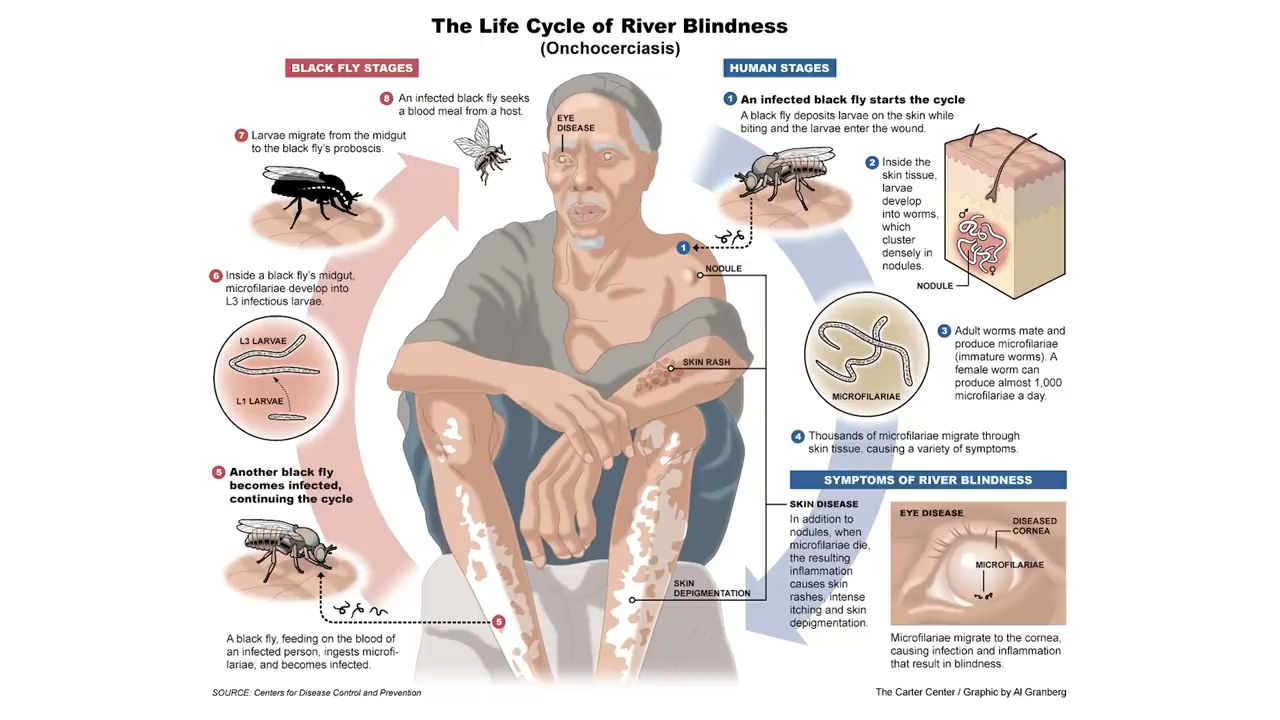 The Life Cycle of River Blindness
(Onchocerciasis)
BLACK FLY STAGES
HUMAN STAGES
8 An infected black fly seeks
a blood meal from a host.
7 Larvae migrate from the midgut
to the black fly's proboscis.
6 Inside a black fly's midgut,
microfilariae develop into
L3 infectious larvae.
L3 LARVAE
L1 LARVAE
5 Another black fly
becomes infected,
continuing the cycle
5
A black fly, feeding on the blood of
an infected person, ingests microfi-
lariae, and becomes infected.
EYE
DISEASE
1 An infected black fly starts the cycle
A black fly deposits larvae on the skin while
biting and the larvae enter the wound.
1
2 Inside the
skin tissue,
larvae
develop
into worms,
which
cluster
densely in
nodules.
♂
♀
NODULE
NODULE
SKIN RASH
SKIN
DEPIGMENTATION
MICROFILARIAE
3 Adult worms mate and
produce microfilariae
(immature worms). A
female worm can
produce almost 1,000
microfilariae a day.
4 Thousands of microfilariae migrate through
skin tissue, causing a variety of symptoms.
SYMPTOMS OF RIVER BLINDNESS
SKIN DISEASE
In addition to
nodules, when
microfilariae die,
the resulting
inflammation
causes skin
rashes, intense
itching and skin
depigmentation.
EYE DISEASE
DISEASED
CORNEA
MICROFILARIAE
Microfilariae migrate to the cornea,
causing infection and inflammation
that result in blindness.
SOURCE: Centers for Disease Control and Prevention
The Carter Center / Graphic by Al Granberg